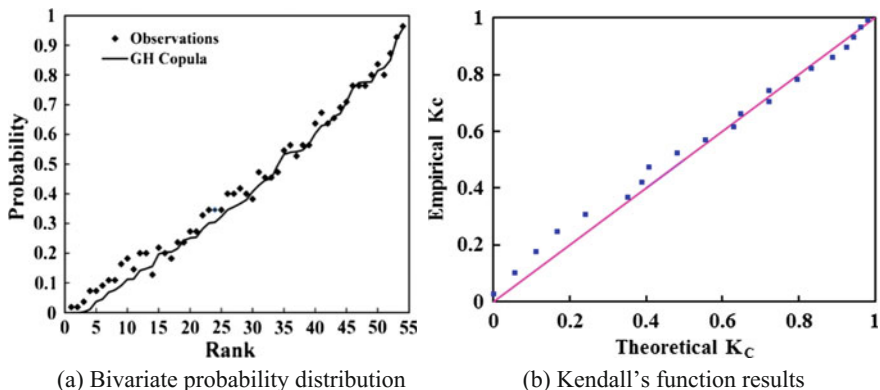 Observations
GH Copula
1
0.9
0.8
0.7
0.6
0.5
0.4
0.3
0.2
0.1
0
Probability
0 5 10 15 20 25 30 35 40 45 50 55
Rank
(a) Bivariate probability distribution
1
0.8
0.6
0.4
0.2
0
Empirical Kc
0 0.2 0.4 0.6 0.8 1
Theoretical KC
(b) Kendall's function results